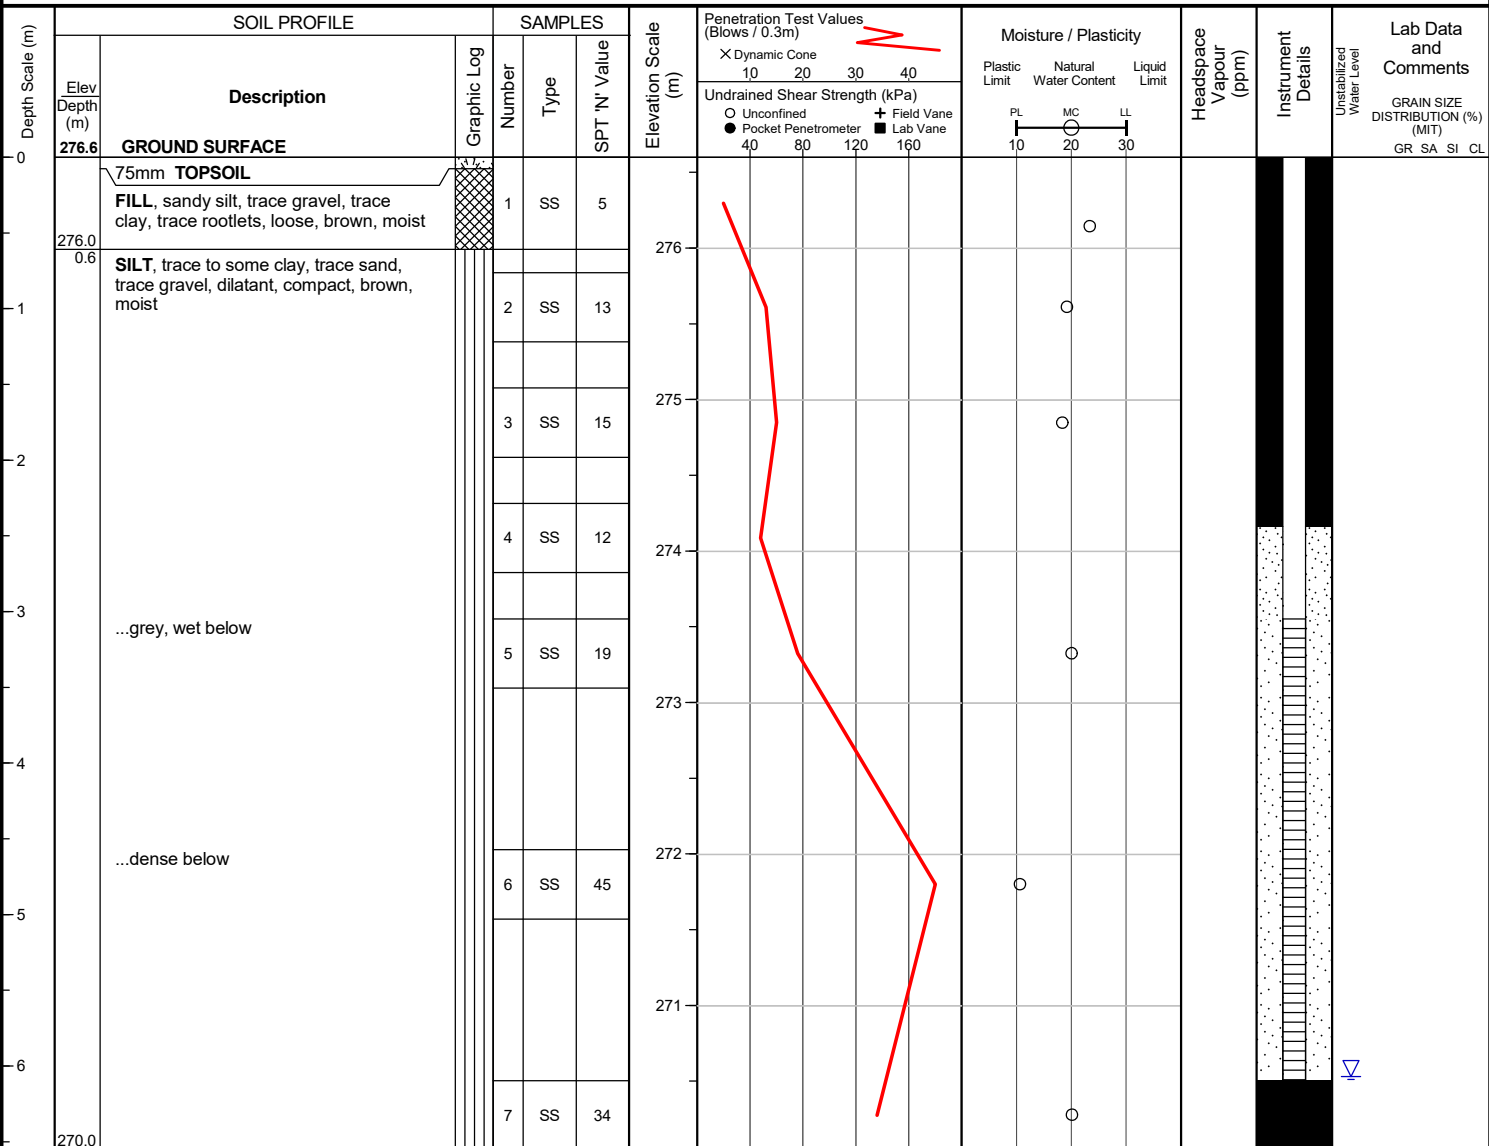 Depth Scale (m)
SOIL PROFILE
Elev
Depth
(m)
276.6
Description
GROUND SURFACE
Graphic Log
SAMPLES
Number
Type
SPT 'N' Value
Elevation Scale
(m)
Penetration Test Values
(Blows / 0.3m)
X Dynamic Cone
10 20 30 40
Undrained Shear Strength (kPa)
Unconfined
Field Vane
Pocket Penetrometer
Lab Vane
40 80 120 160
Moisture / Plasticity
Plastic
Limit
Natural
Water Content
Liquid
Limit
PL MC LL
10 20 30
Headspace
Vapour
(ppm)
Instrument
Details
Unstabilized
Water Level
Lab Data
and
Comments
GRAIN SIZE
DISTRIBUTION (%)
(MIT)
GR SA SI CL
0
75mm TOPSOIL
FILL, sandy silt, trace gravel, trace
clay, trace rootlets, loose, brown, moist
1 SS 5
276.0
0.6
276
SILT, trace to some clay, trace sand,
trace gravel, dilatant, compact, brown,
moist
1
2 SS 13
275
3 SS 15
2
4 SS 12
274
3
...grey, wet below
5 SS 19
273
4
272
...dense below
6 SS 45
5
271
6
7 SS 34
270.0